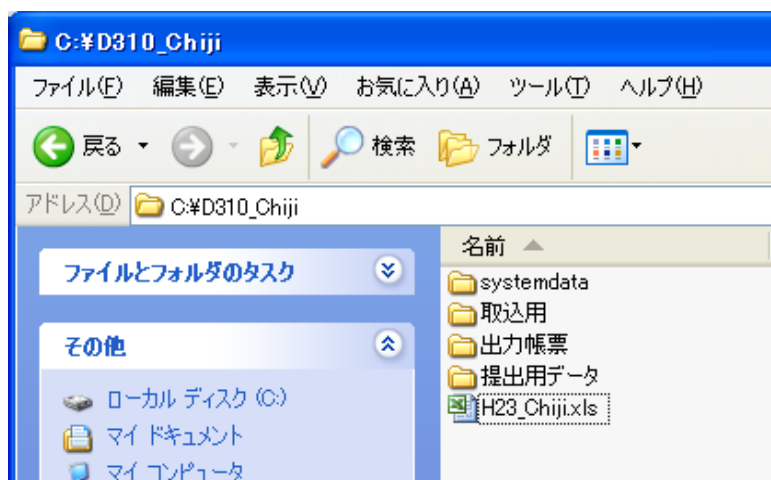 C:¥D310_Chiji
ファイル(F) 編集(E) 表示(V) お気に入り(A) ツール(T) ヘルプ(H)
戻る 検索 フォルダ
アドレス(D) C:¥D310_Chiji
名前
ファイルとフォルダのタスク
systemdata
取込用
その他
出力帳票
提出用データ
ローカル ディスク (C:)
H23_Chiji.xls
マイ ドキュメント
マイ コンピュータ